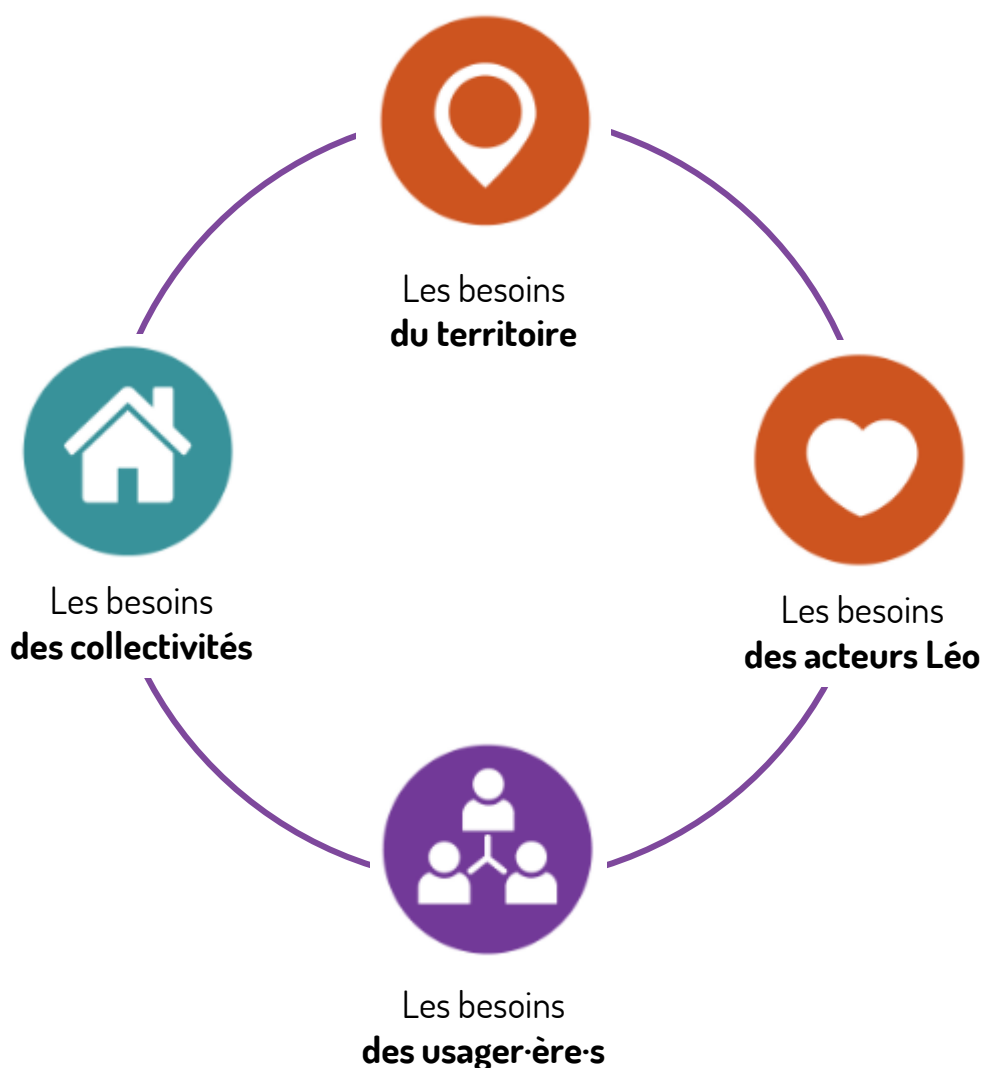 Les besoins
du territoire
Les besoins
des collectivités
Les besoins
des acteurs Léo
Les besoins
des usager·ère·s